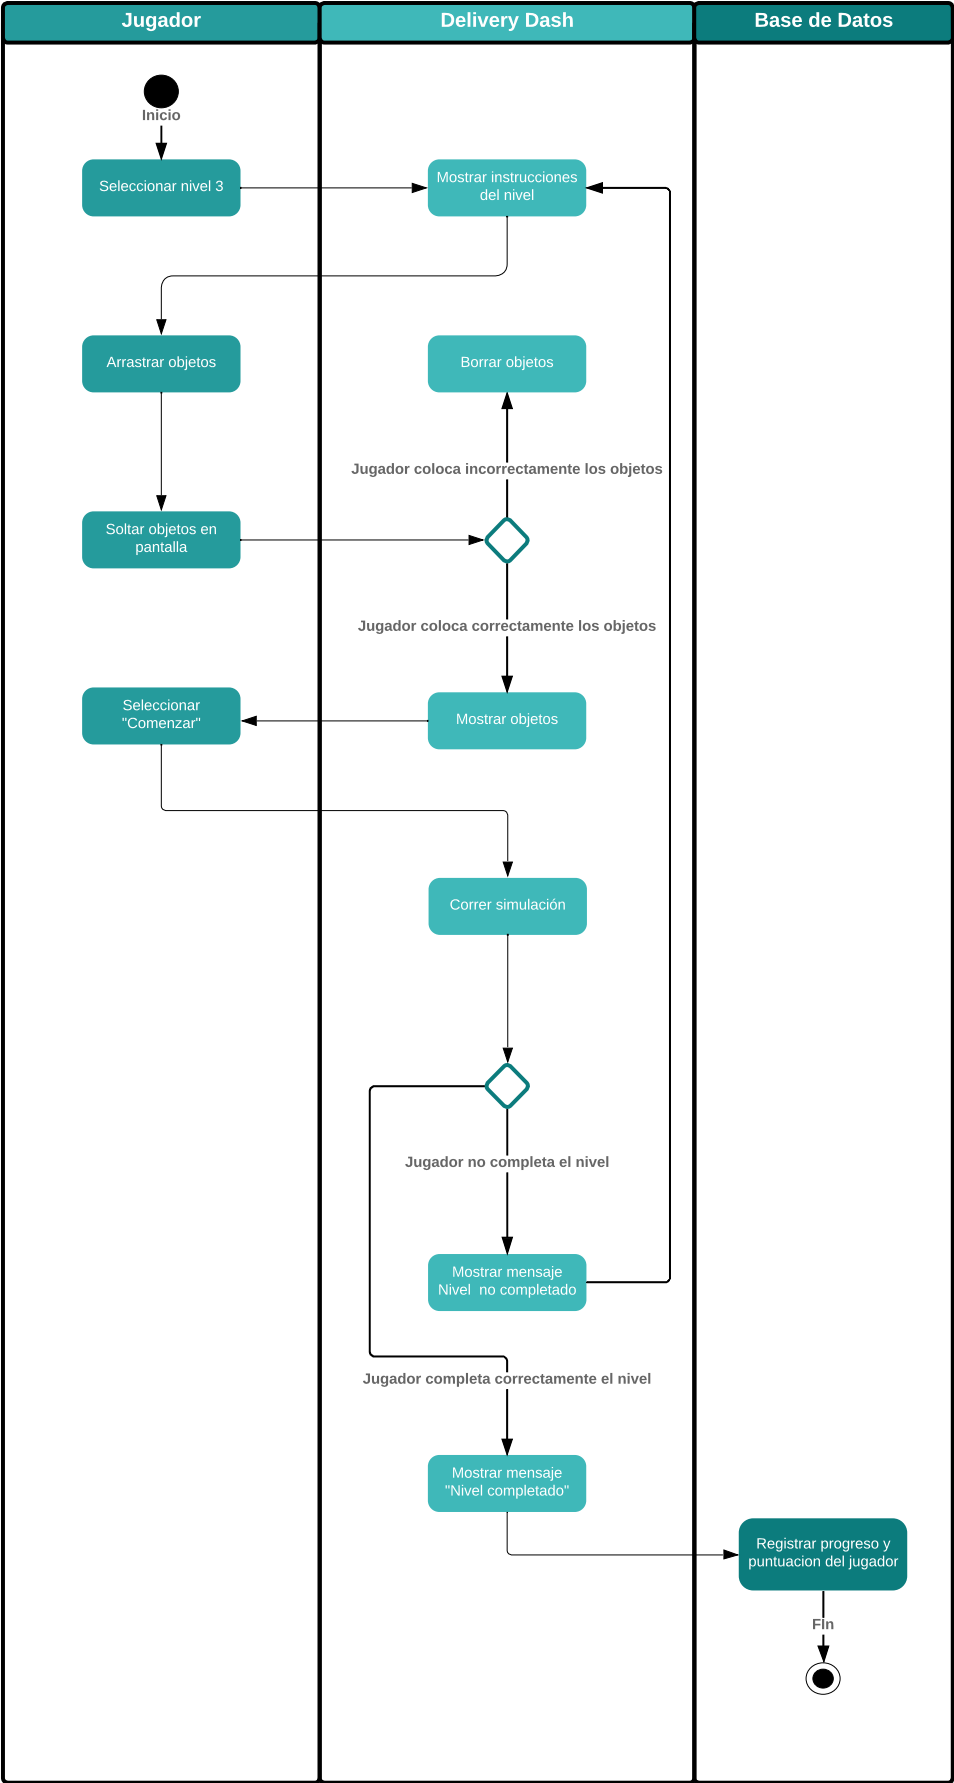 Jugador
Delivery Dash
Base de Datos
Inicio
Seleccionar nivel 3
Mostrar instrucciones
del nivel
Arrastrar objetos
Borrar objetos
Jugador coloca incorrectamente los objetos
Soltar objetos en
pantalla
Jugador coloca correctamente los objetos
Seleccionar
"Comenzar"
Mostrar objetos
Correr simulación
Jugador no completa el nivel
Mostrar mensaje
Nivel  no completado
Jugador completa correctamente el nivel
Mostrar mensaje
"Nivel completado"
Registrar progreso y
puntuacion del jugador
Fin